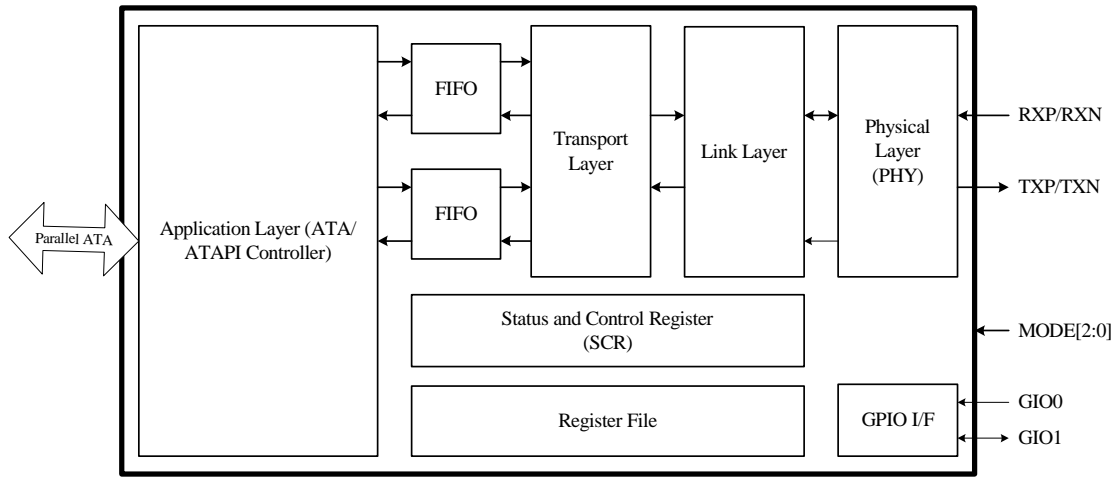 Parallel ATA
Application Layer (ATA/
ATAPI Controller)
FIFO
FIFO
Transport
Layer
Link Layer
Physical
Layer
(PHY)
RXP/RXN
TXP/TXN
Status and Control Register
(SCR)
MODE[2:0]
Register File
GPIO I/F
GIO0
GIO1